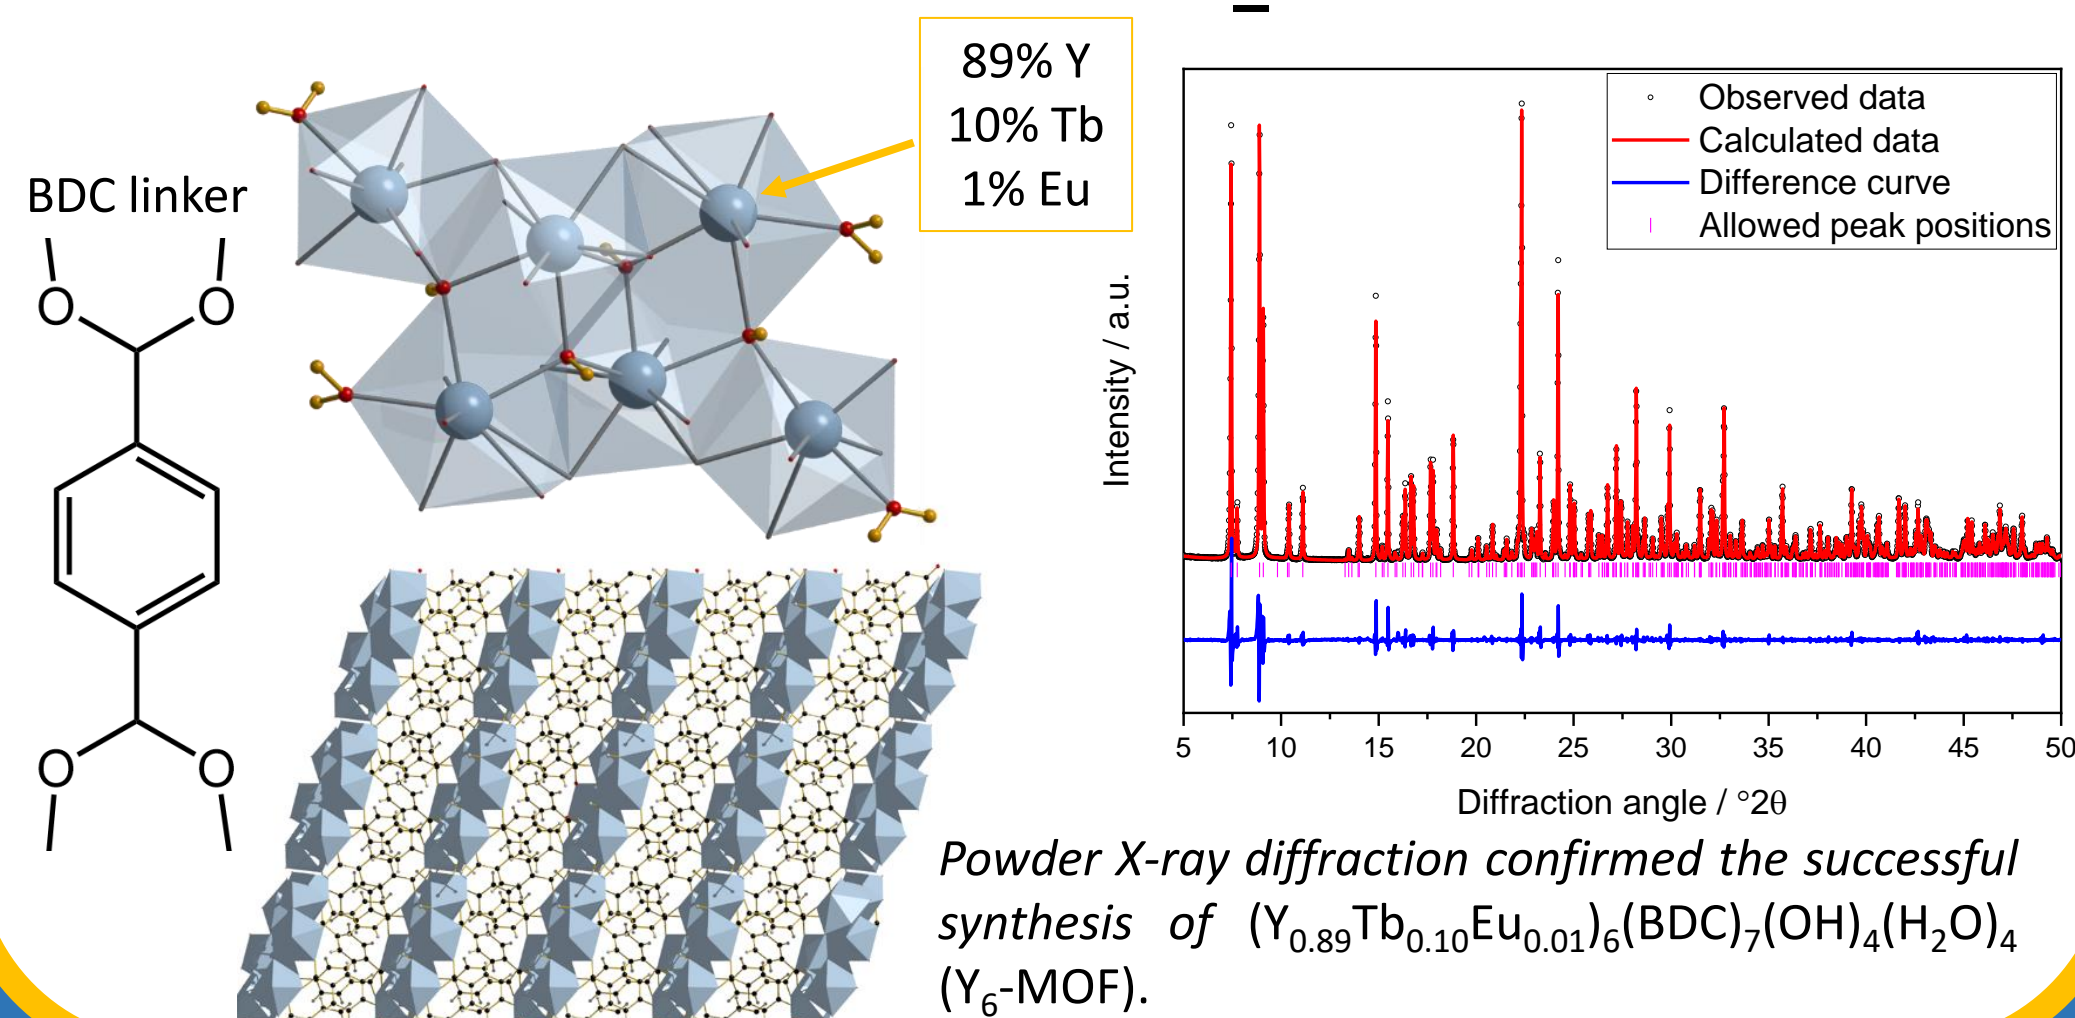 89% Y
10% Tb
1% Eu
BDC linker
O
O
O
O
Observed data
Calculated data
Difference curve
Allowed peak positions
Intensity / a.u.
5 10 15 20 25 30 35 40 45 50
Diffraction angle / °2θ
Powder X-ray diffraction confirmed the successful
synthesis of (Y0.89Tb0.10Eu0.01)6(BDC)7(OH)4(H2O)4
(Y6-MOF).